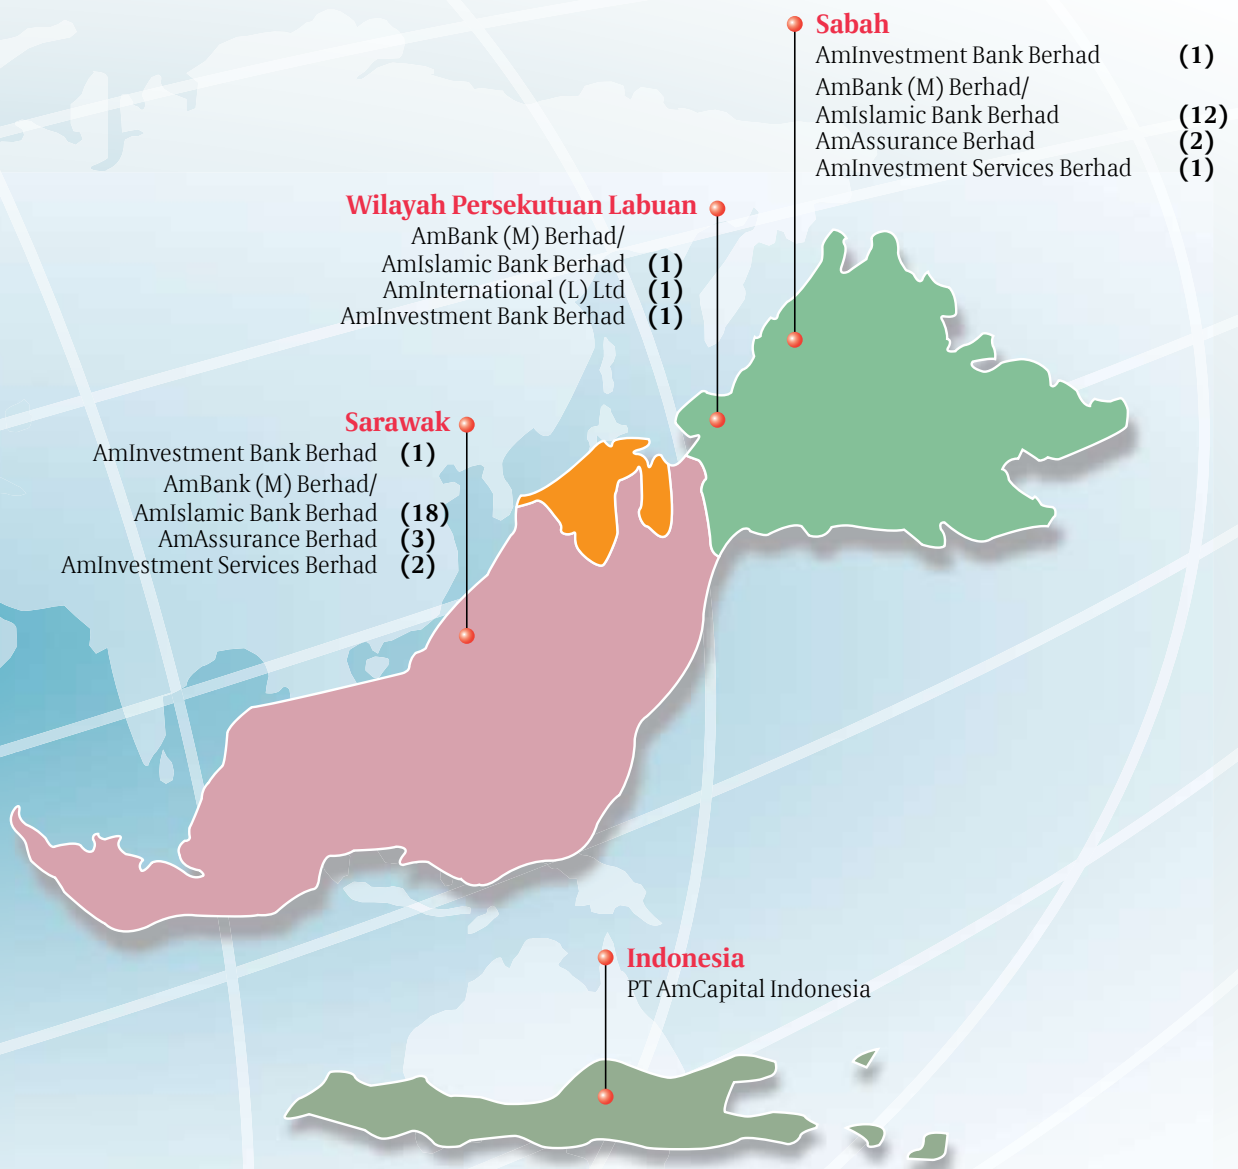 Sabah
AmInvestment Bank Berhad (1)
AmBank (M) Berhad/
AmIslamic Bank Berhad (12)
AmAssurance Berhad (2)
AmInvestment Services Berhad (1)
Wilayah Persekutuan Labuan
AmBank (M) Berhad/
AmIslamic Bank Berhad (1)
AmInternational (L) Ltd (1)
AmInvestment Bank Berhad (1)
Sarawak
AmInvestment Bank Berhad (1)
AmBank (M) Berhad/
AmIslamic Bank Berhad (18)
AmAssurance Berhad (3)
AmInvestment Services Berhad (2)
Indonesia
PT AmCapital Indonesia